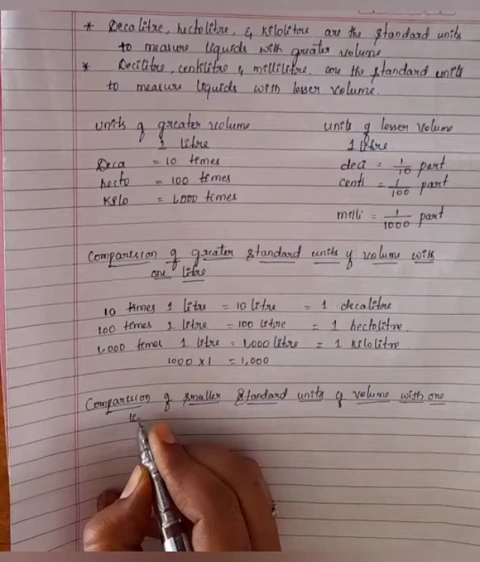 * Decalitre, hectolitre, & kilolitre are the standard units
to measure liquids with greater volume
* Decilitre, centilitre & millilitre are the standard units
to measure liquids with lesser volume.
units of greater volume units of lesser volume
1 litre 1 litre.
Deca = 10 times deci = 1/10 part
hecto = 100 times centi = 1/100 part
Kilo = 1,000 times
milli = 1/1000 part
Comparision of greater standard units of volume with
one litre
10 times 1 litre = 10 litre = 1 decalitre
100 times 1 litre = 100 litre = 1 hectolitre.
1,000 times 1 litre = 1,000 litre = 1 kilolitre
1000 x 1 = 1,000
Comparision of smaller standard units of volume with one